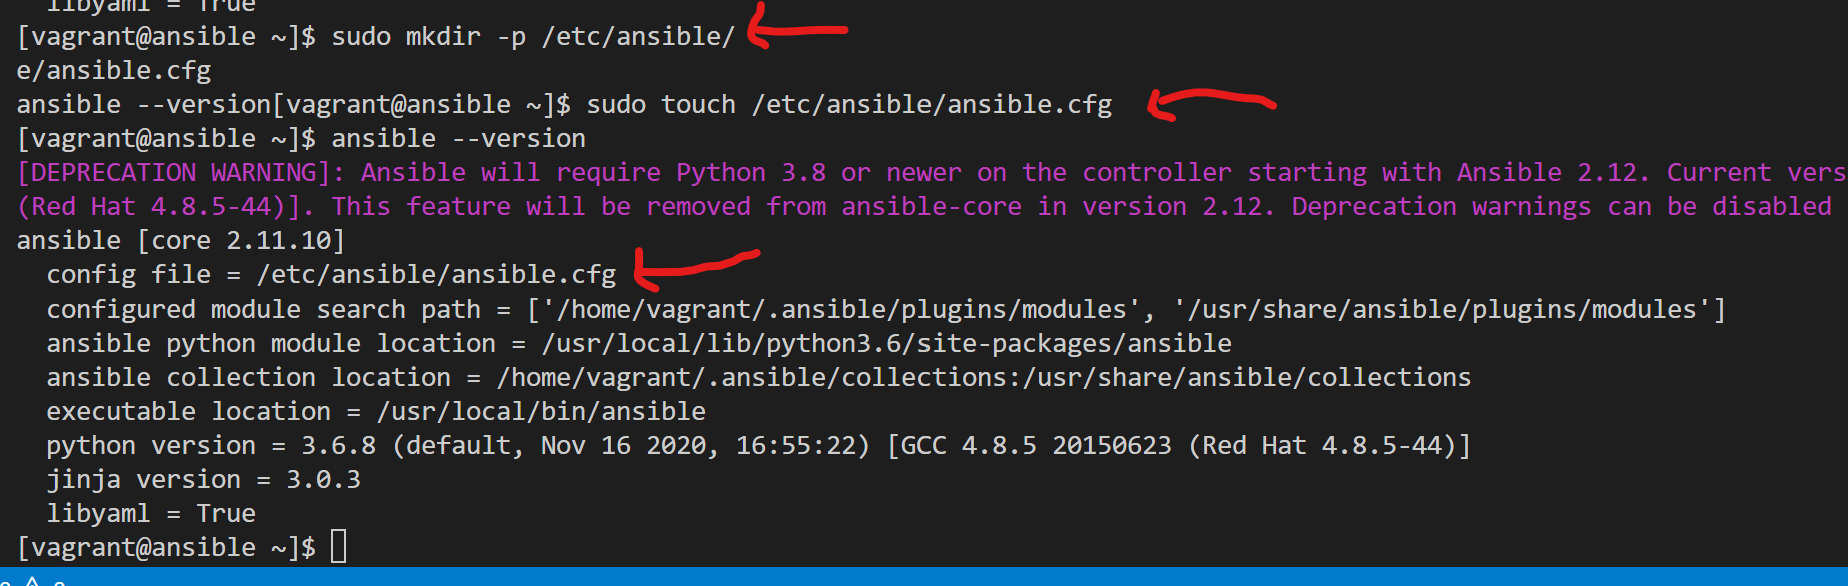 libyaml = True
[vagrant@ansible ~]$ sudo mkdir -p /etc/ansible/
e/ansible.cfg
ansible --version[vagrant@ansible ~]$ sudo touch /etc/ansible/ansible.cfg
[vagrant@ansible ~]$ ansible --version
[DEPRECATION WARNING]: Ansible will require Python 3.8 or newer on the controller starting with Ansible 2.12. Current vers
(Red Hat 4.8.5-44)]. This feature will be removed from ansible-core in version 2.12. Deprecation warnings can be disabled
ansible [core 2.11.10]
  config file = /etc/ansible/ansible.cfg
  configured module search path = ['/home/vagrant/.ansible/plugins/modules', '/usr/share/ansible/plugins/modules']
  ansible python module location = /usr/local/lib/python3.6/site-packages/ansible
  ansible collection location = /home/vagrant/.ansible/collections:/usr/share/ansible/collections
  executable location = /usr/local/bin/ansible
  python version = 3.6.8 (default, Nov 16 2020, 16:55:22) [GCC 4.8.5 20150623 (Red Hat 4.8.5-44)]
  jinja version = 3.0.3
  libyaml = True
[vagrant@ansible ~]$